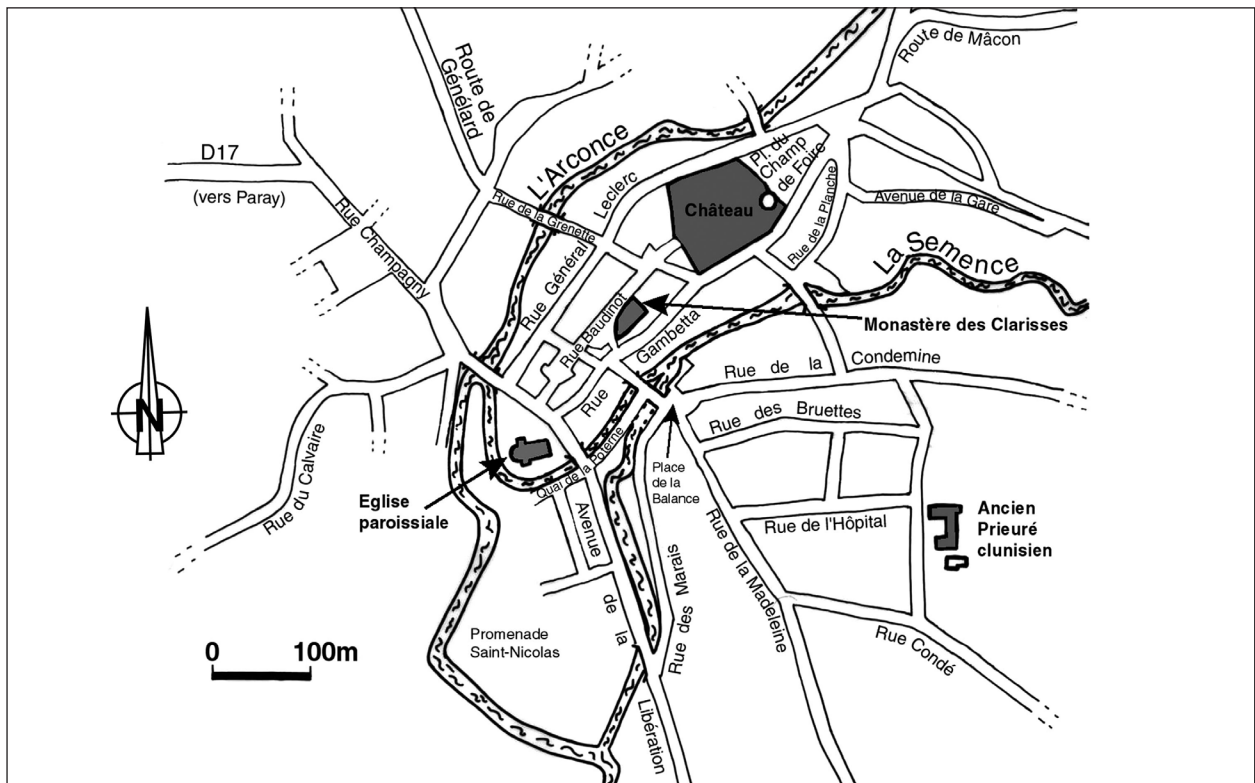 Route de Mâcon
Route de
Génélard
D17
(vers Paray)
L'Arconce
Pl. du
Champ
de Foire
Leclerc
Château
Rue de la Planche
Avenue de la Gare
Rue de la Grenette
Rue Champagny
La Semence
Rue Général
Rue Baudinot
Gambetta
Monastère des Clarisses
Rue de la Condemine
Rue
Rue des Bruettes
N
Quai de la Poterne
Place
de la
Balance
Rue du Calvaire
Eglise
paroissiale
Avenue
Rue de l'Hôpital
Ancien
Prieuré
clunisien
Rue de la Madeleine
Rue des Marais
de la
Rue Condé
Promenade
Saint-Nicolas
0 100m
Libération